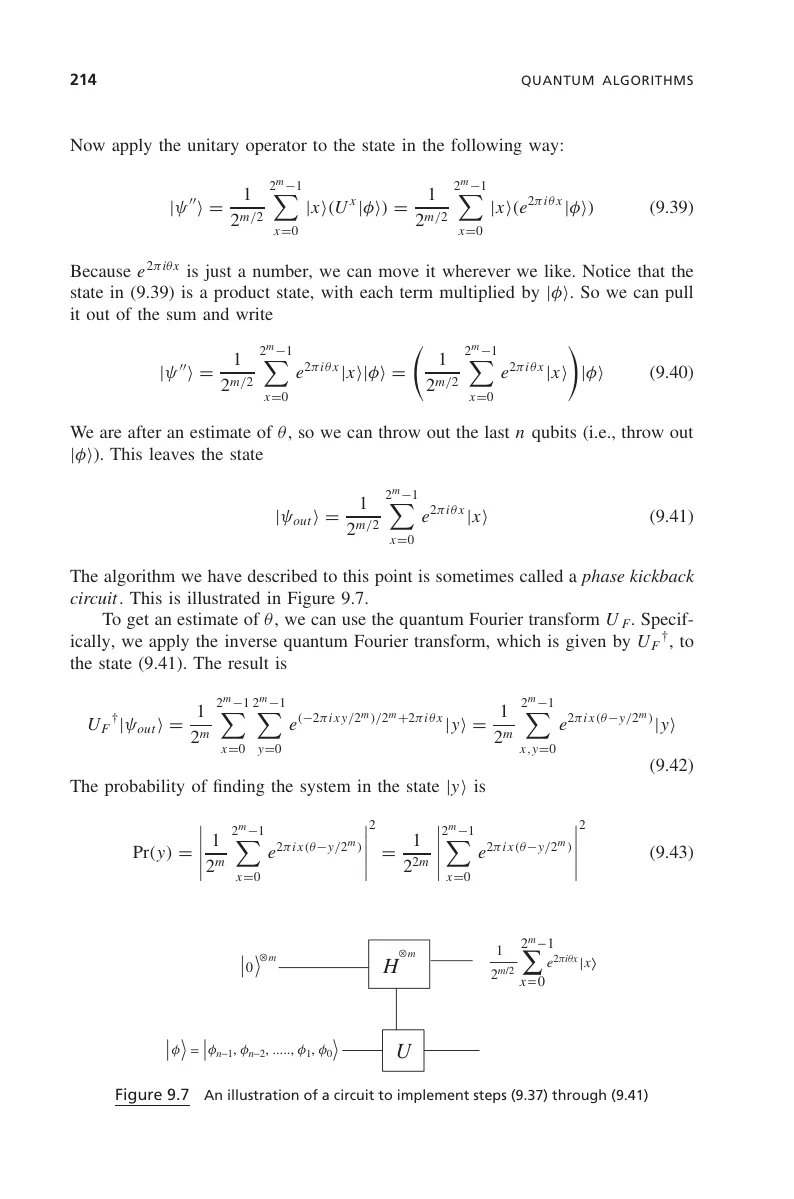 214 QUANTUM ALGORITHMS
Now apply the unitary operator to the state in the following way:
|ψ″⟩ = 1/2^{m/2} ∑_{x=0}^{2^m−1} |x⟩(U^x|ϕ⟩) = 1/2^{m/2} ∑_{x=0}^{2^m−1} |x⟩(e^{2πiθx}|ϕ⟩) (9.39)
Because e^{2πiθx} is just a number, we can move it wherever we like. Notice that the
state in (9.39) is a product state, with each term multiplied by |ϕ⟩. So we can pull
it out of the sum and write
|ψ″⟩ = 1/2^{m/2} ∑_{x=0}^{2^m−1} e^{2πiθx}|x⟩|ϕ⟩ = (1/2^{m/2} ∑_{x=0}^{2^m−1} e^{2πiθx}|x⟩)|ϕ⟩ (9.40)
We are after an estimate of θ, so we can throw out the last n qubits (i.e., throw out
|ϕ⟩). This leaves the state
|ψ_{out}⟩ = 1/2^{m/2} ∑_{x=0}^{2^m−1} e^{2πiθx}|x⟩ (9.41)
The algorithm we have described to this point is sometimes called a phase kickback
circuit. This is illustrated in Figure 9.7.
To get an estimate of θ, we can use the quantum Fourier transform U_F. Specif-
ically, we apply the inverse quantum Fourier transform, which is given by U_F^†, to
the state (9.41). The result is
U_F^†|ψ_{out}⟩ = 1/2^m ∑_{x=0}^{2^m−1} ∑_{y=0}^{2^m−1} e^{(−2πixy/2^m)/2^m+2πiθx}|y⟩ = 1/2^m ∑_{x,y=0}^{2^m−1} e^{2πix(θ−y/2^m)}|y⟩
(9.42)
The probability of finding the system in the state |y⟩ is
Pr(y) = |1/2^m ∑_{x=0}^{2^m−1} e^{2πix(θ−y/2^m)}|^2 = 1/2^{2m} |∑_{x=0}^{2^m−1} e^{2πix(θ−y/2^m)}|^2 (9.43)
|0⟩^{⊗m} H^{⊗m} 1/2^{m/2} ∑_{x=0}^{2^m−1} e^{2πiθx}|x⟩
|ϕ⟩ = |ϕ_{n−1}, ϕ_{n−2}, ....., ϕ_1, ϕ_0⟩ U
Figure 9.7 An illustration of a circuit to implement steps (9.37) through (9.41)